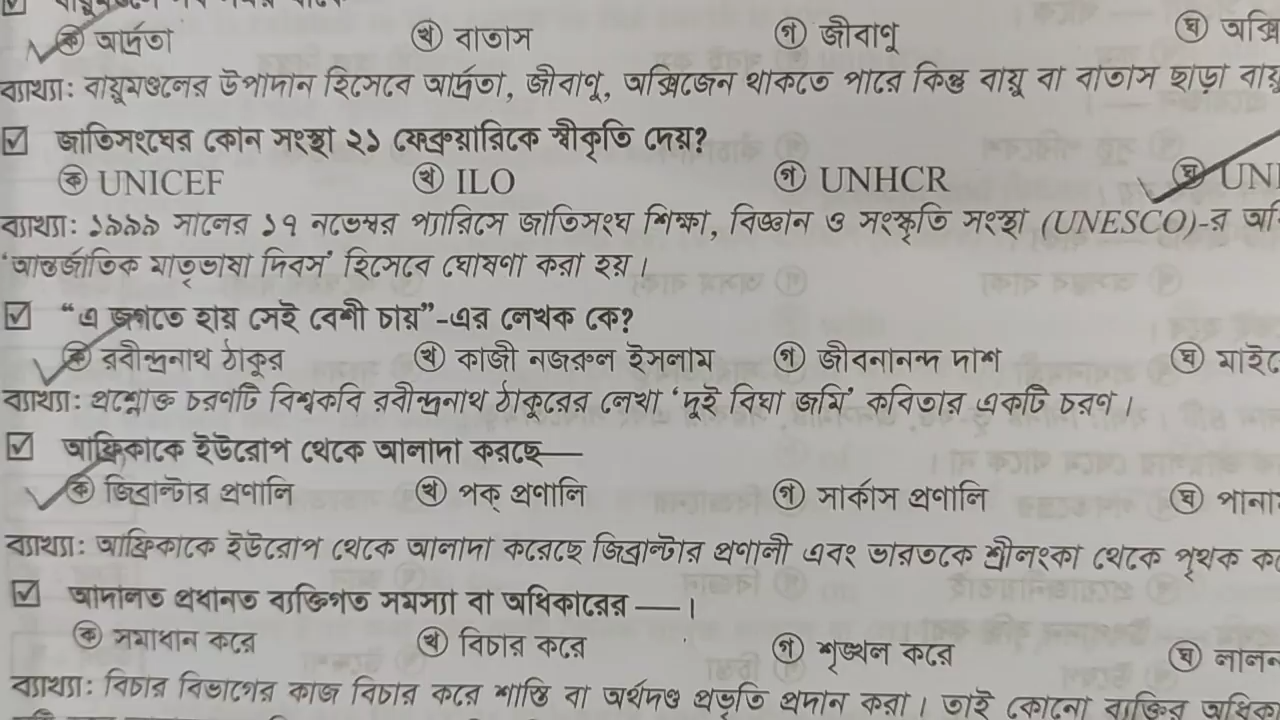 ক আর্দ্রতা খ বাতাস গ জীবাণু ঘ
ব্যাখ্যা: বায়ুমণ্ডলের উপাদান হিসেবে আর্দ্রতা, জীবাণু, অক্সিজেন থাকতে পারে কিন্তু বায়ু বা বাতাস ছাড়া বায়ু
জাতিসংঘের কোন সংস্থা ২১ ফেব্রুয়ারিকে স্বীকৃতি দেয়?
ক UNICEF খ ILO গ UNHCR ঘ UN
ব্যাখ্যা: ১৯৯৯ সালের ১৭ নভেম্বর প্যারিসে জাতিসংঘ শিক্ষা, বিজ্ঞান ও সংস্কৃতি সংস্থা (UNESCO)-র অ
‘আন্তর্জাতিক মাতৃভাষা দিবস’ হিসেবে ঘোষণা করা হয়।
“এ জগতে হায় সেই বেশী চায়”-এর লেখক কে?
ক রবীন্দ্রনাথ ঠাকুর খ কাজী নজরুল ইসলাম গ জীবনানন্দ দাশ ঘ মাইকে
ব্যাখ্যা: প্রশ্নোক্ত চরণটি বিশ্বকবি রবীন্দ্রনাথ ঠাকুরের লেখা ‘দুই বিঘা জমি’ কবিতার একটি চরণ।
আফ্রিকাকে ইউরোপ থেকে আলাদা করছে—
ক জিব্রাল্টার প্রণালি খ পক্ প্রণালি গ সার্কাস প্রণালি ঘ পানা
ব্যাখ্যা: আফ্রিকাকে ইউরোপ থেকে আলাদা করেছে জিব্রাল্টার প্রণালী এবং ভারতকে শ্রীলংকা থেকে পৃথক ক
আদালত প্রধানত ব্যক্তিগত সমস্যা বা অধিকারের —।
ক সমাধান করে খ বিচার করে গ শৃঙ্খল করে ঘ লালন
ব্যাখ্যা: বিচার বিভাগের কাজ বিচার করে শাস্তি বা অর্থদণ্ড প্রভৃতি প্রদান করা। তাই কোনো ব্যক্তির অধিকা